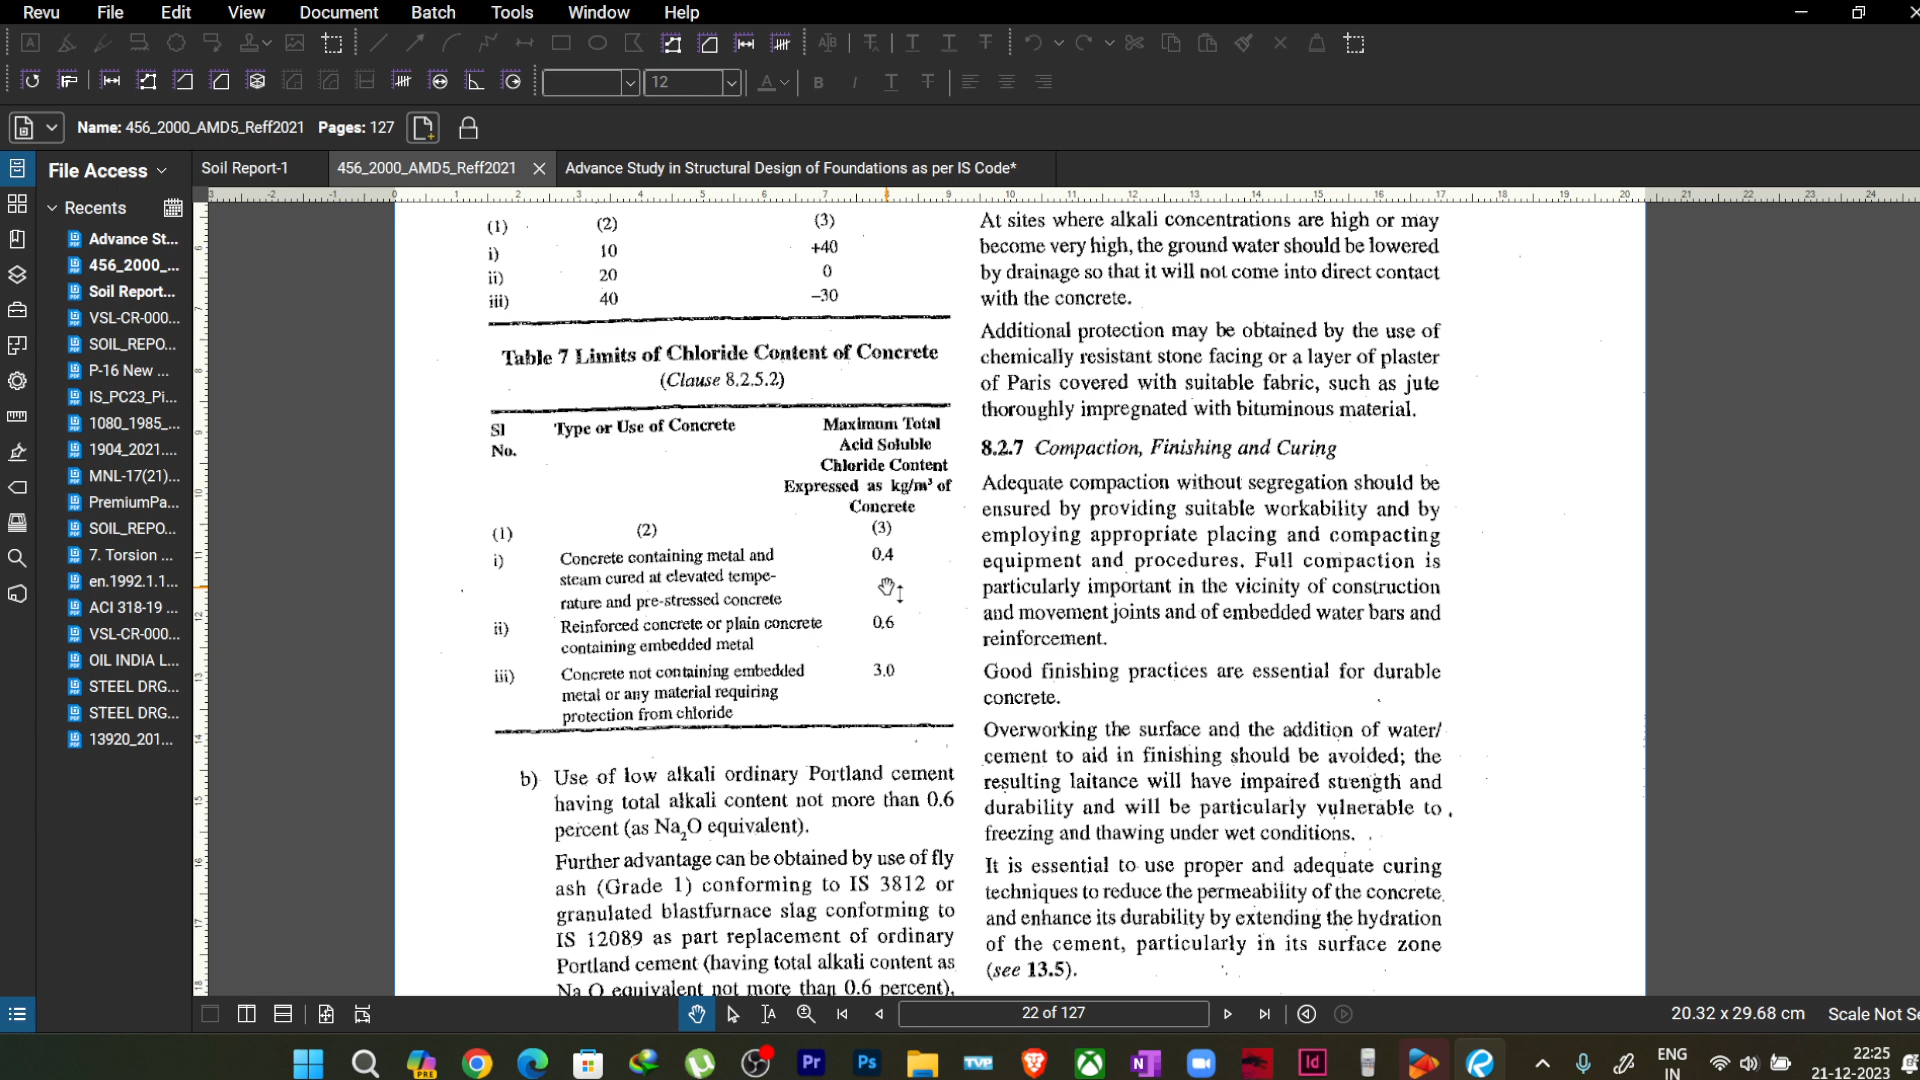 Revu File Edit View Document Batch Tools Window Help
12
Name: 456_2000_AMD5_Reff2021 Pages: 127
File Access
Soil Report-1
456_2000_AMD5_Reff2021
Advance Study in Structural Design of Foundations as per IS Code*
Recents
Advance St...
456_2000_...
Soil Report...
VSL-CR-000...
SOIL_REPO...
P-16 New ...
IS_PC23_Pi...
1080_1985_...
1904_2021....
MNL-17(21)...
PremiumPa...
SOIL_REPO...
7. Torsion ...
en.1992.1.1...
ACI 318-19 ...
VSL-CR-000...
OIL INDIA L...
STEEL DRG...
STEEL DRG...
13920_201...
(1) (2) (3)
i) 10 +40
ii) 20 0
iii) 40 –30
Table 7 Limits of Chloride Content of Concrete
(Clause 8.2.5.2)
Sl Type or Use of Concrete Maximum Total
No. Acid Soluble
Chloride Content
Expressed as kg/m³ of
Concrete
(1) (2) (3)
i) Concrete containing metal and 0.4
steam cured at elevated tempe-
rature and pre-stressed concrete
ii) Reinforced concrete or plain concrete 0.6
containing embedded metal
iii) Concrete not containing embedded 3.0
metal or any material requiring
protection from chloride
b) Use of low alkali ordinary Portland cement
having total alkali content not more than 0.6
percent (as Na₂O equivalent).
Further advantage can be obtained by use of fly
ash (Grade 1) conforming to IS 3812 or
granulated blastfurnace slag conforming to
IS 12089 as part replacement of ordinary
Portland cement (having total alkali content as
Na O equivalent not more than 0.6 percent),
At sites where alkali concentrations are high or may
become very high, the ground water should be lowered
by drainage so that it will not come into direct contact
with the concrete.
Additional protection may be obtained by the use of
chemically resistant stone facing or a layer of plaster
of Paris covered with suitable fabric, such as jute
thoroughly impregnated with bituminous material.
8.2.7 Compaction, Finishing and Curing
Adequate compaction without segregation should be
ensured by providing suitable workability and by
employing appropriate placing and compacting
equipment and procedures. Full compaction is
particularly important in the vicinity of construction
and movement joints and of embedded water bars and
reinforcement.
Good finishing practices are essential for durable
concrete.
Overworking the surface and the addition of water/
cement to aid in finishing should be avoided; the
resulting laitance will have impaired strength and
durability and will be particularly vulnerable to
freezing and thawing under wet conditions.
It is essential to use proper and adequate curing
techniques to reduce the permeability of the concrete
and enhance its durability by extending the hydration
of the cement, particularly in its surface zone
(see 13.5).
22 of 127
20.32 x 29.68 cm Scale Not Se
ENG
IN
22:25
21-12-2023